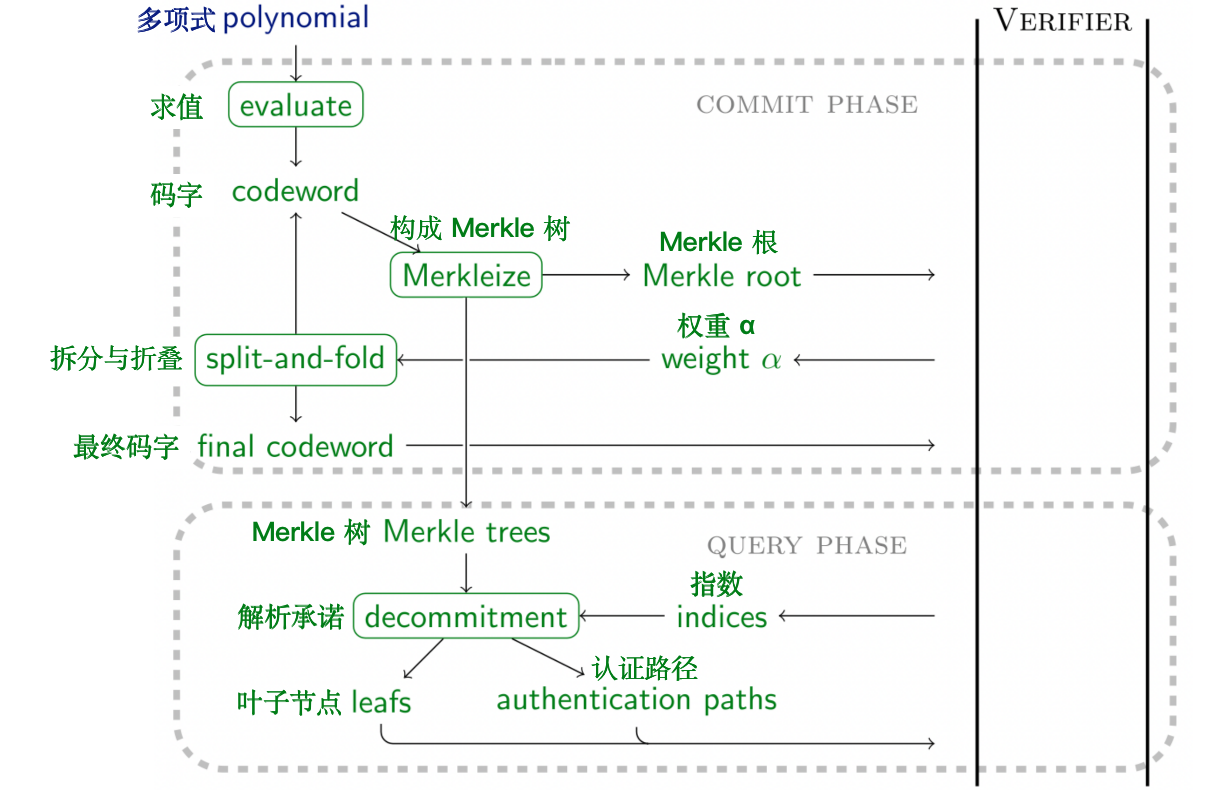 多项式 polynomial
VERIFIER
求值 evaluate
COMMIT PHASE
码字 codeword
构成 Merkle 树
Merkleize
Merkle 根
Merkle root
权重 α
拆分与折叠 split-and-fold
weight α
最终码字 final codeword
Merkle 树 Merkle trees
QUERY PHASE
指数
解析承诺 decommitment
indices
认证路径
叶子节点 leafs
authentication paths